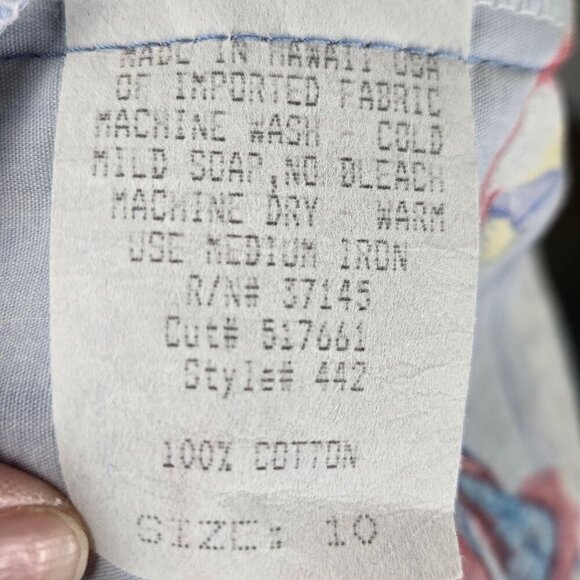 MADE IN HAWAII USA
OF IMPORTED FABRIC
MACHINE WASH - COLD
MILD SOAP,NO BLEACH
MACHINE DRY - WARM
USE MEDIUM IRON
R/N# 37145
Cut# 517661
Style# 442
100% COTTON
SIZE: 10